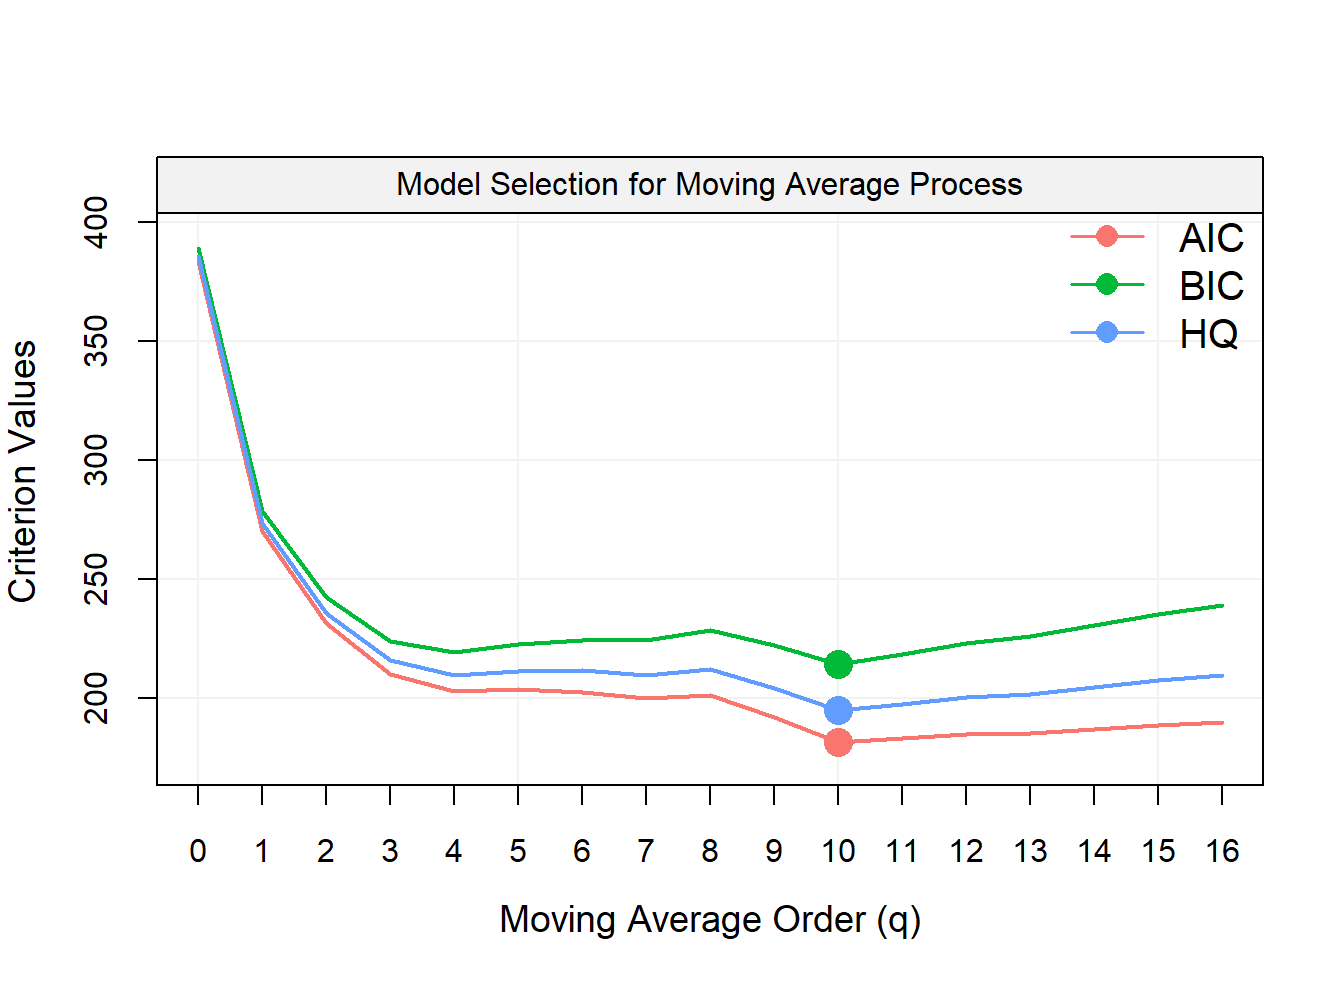 Model Selection for Moving Average Process
AIC
BIC
HQ
Criterion Values
400
350
300
250
200
0 1 2 3 4 5 6 7 8 9 10 11 12 13 14 15 16
Moving Average Order (q)